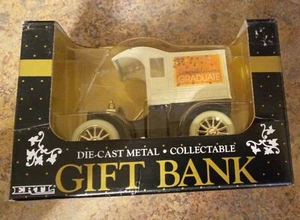 GRADUATE
DIE-CAST METAL • COLLECTABLE
GIFT BANK
ERTL